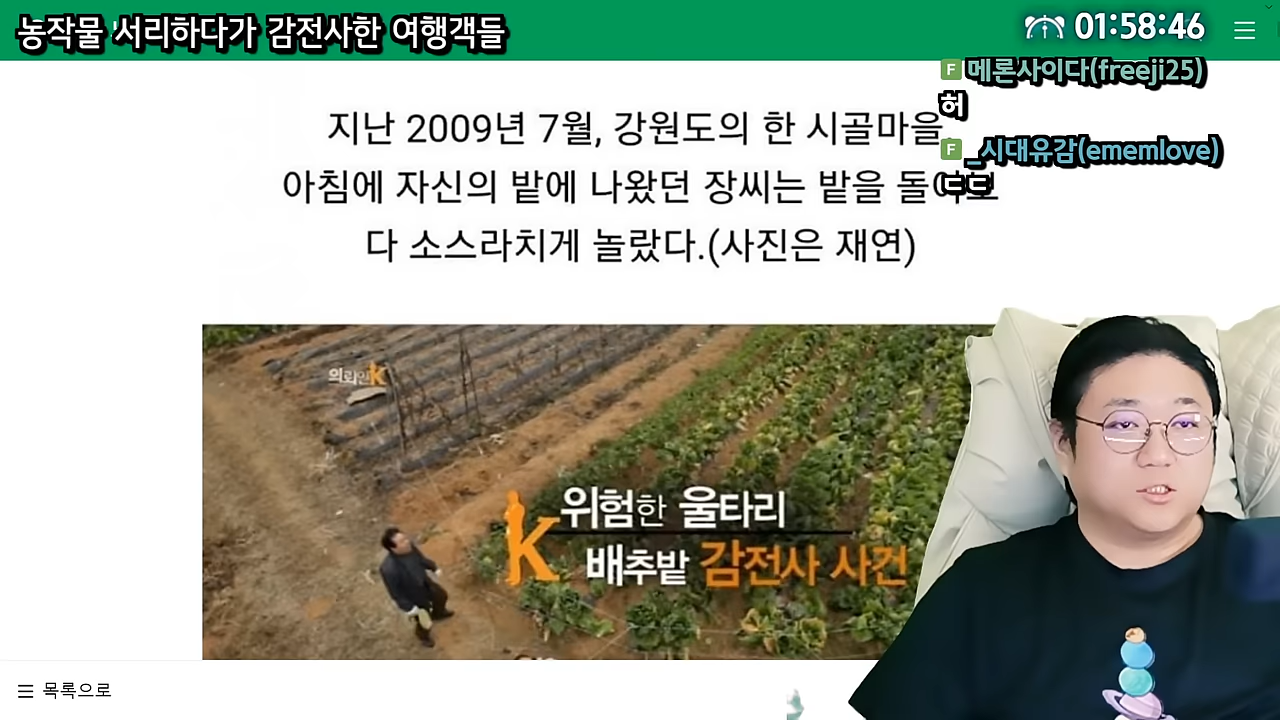 농작물 '서리하다가 감전사한 여행객들
01:58:46
F 메론사이다(freeji25)
허
F _시대유감(ememlove)
ㄷㄷ
지난 2009년 7월, 강원도의 한 시골마을
아침에 자신의 밭에 나왔던 장씨는 밭을
다 소스라치게 놀랐다.(사진은 재연)
의뢰인K
위험한 울타리
K 배추밭 감전사 사건
목록으로